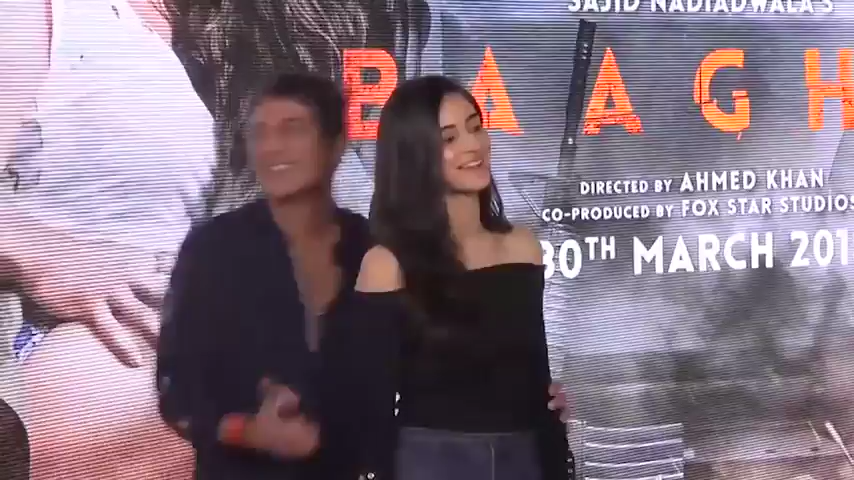 SAJID NADIADWALA'S
BAAGH
DIRECTED BY AHMED KHAN
CO-PRODUCED BY FOX STAR STUDIOS
30TH MARCH 201